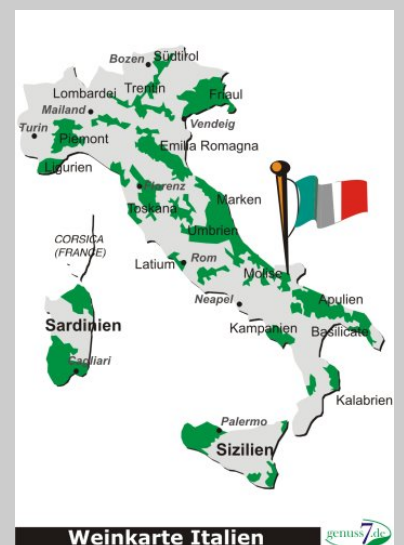 Bozen
Südtirol
Lombardei
Trentin
Friaul
Mailand
Vendeig
Turin
Piemont
Emilia Romagna
Ligurien
Florenz
Toskana
Marken
Umbrien
CORSICA
(FRANCE)
Latium
Rom
Molise
Neapel
Apulien
Sardinien
Kampanien
Basilicate
Cagliari
Kalabrien
Palermo
Sizilien
Weinkarte Italien
genuss7.de